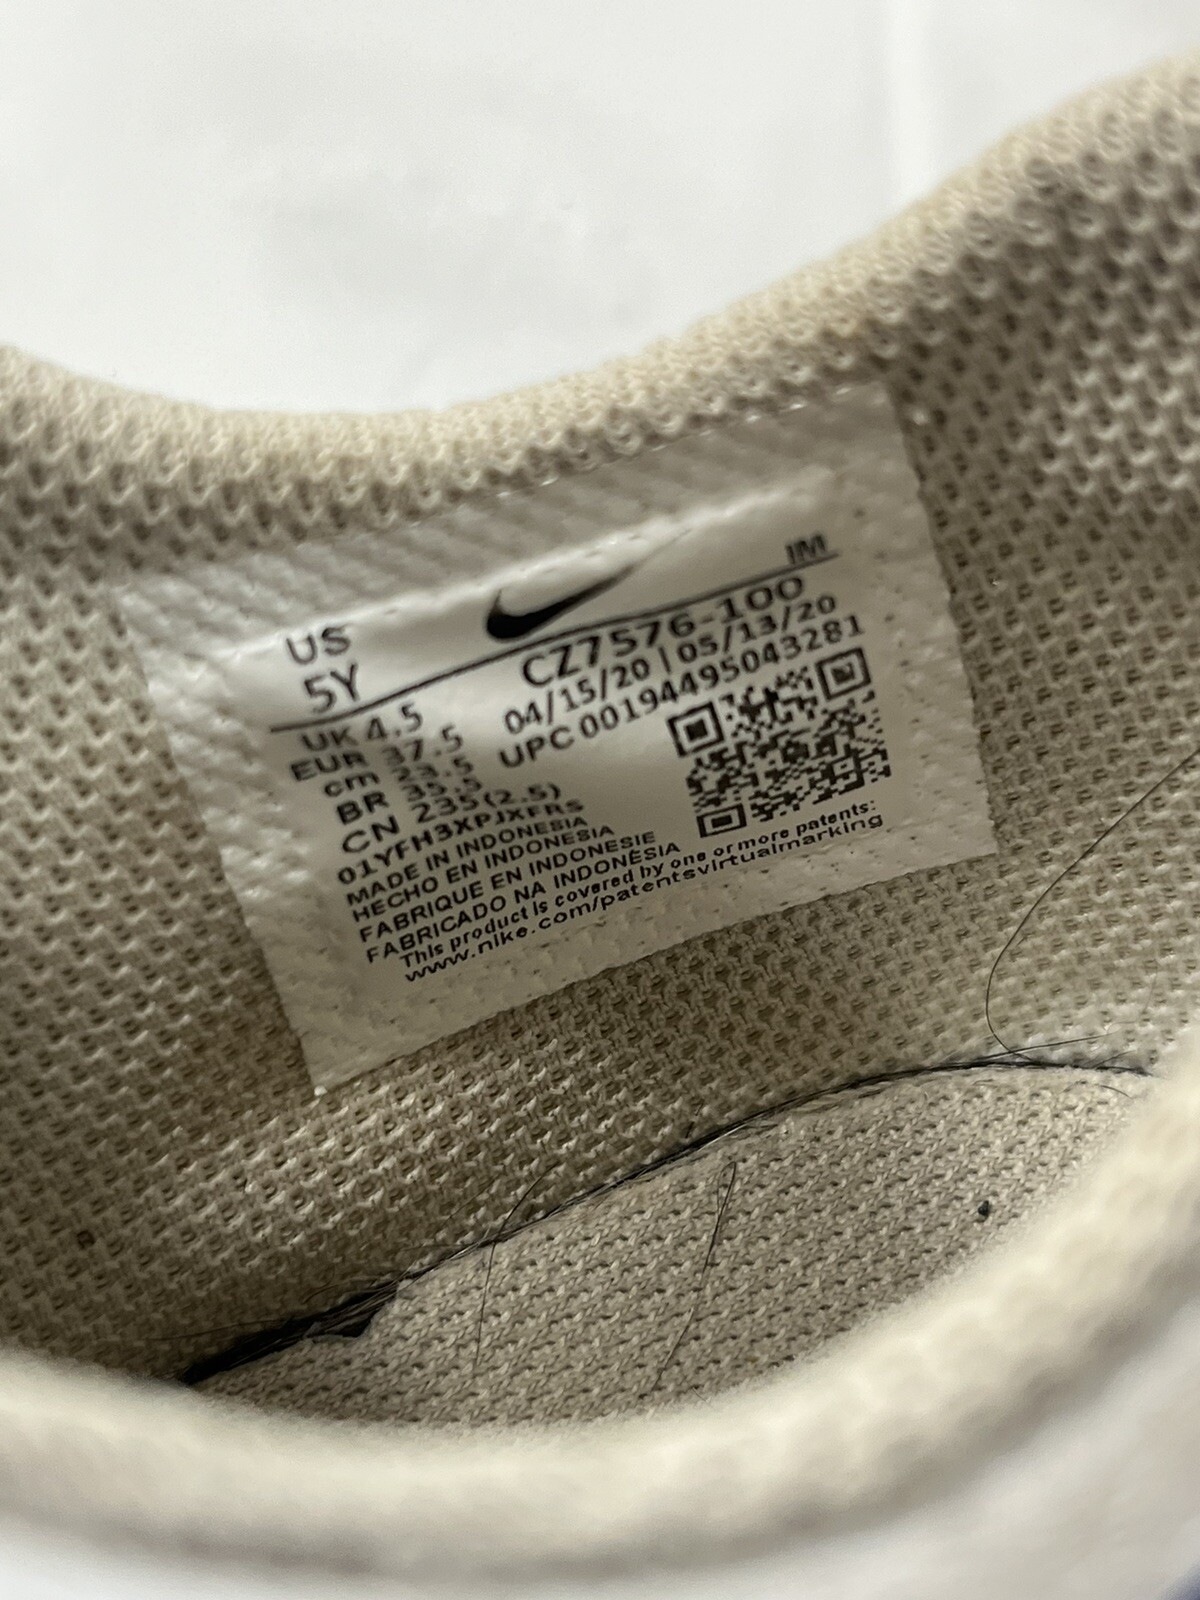 US
5Y
IM
CZ7576-100
04/15/20 | 05/13/20
UPC 00194495043281
UK 4.5
EUR 37.5
cm 23.5
BR 35.5
CN 235(2.5)
01YFH3XPJXFRS
MADE IN INDONESIA
HECHO EN INDONESIA
FABRIQUE EN INDONESIE
FABRICADO NA INDONÉSIA
This product is covered by one or more patents:
www.nike.com/patentsvirtualmarking